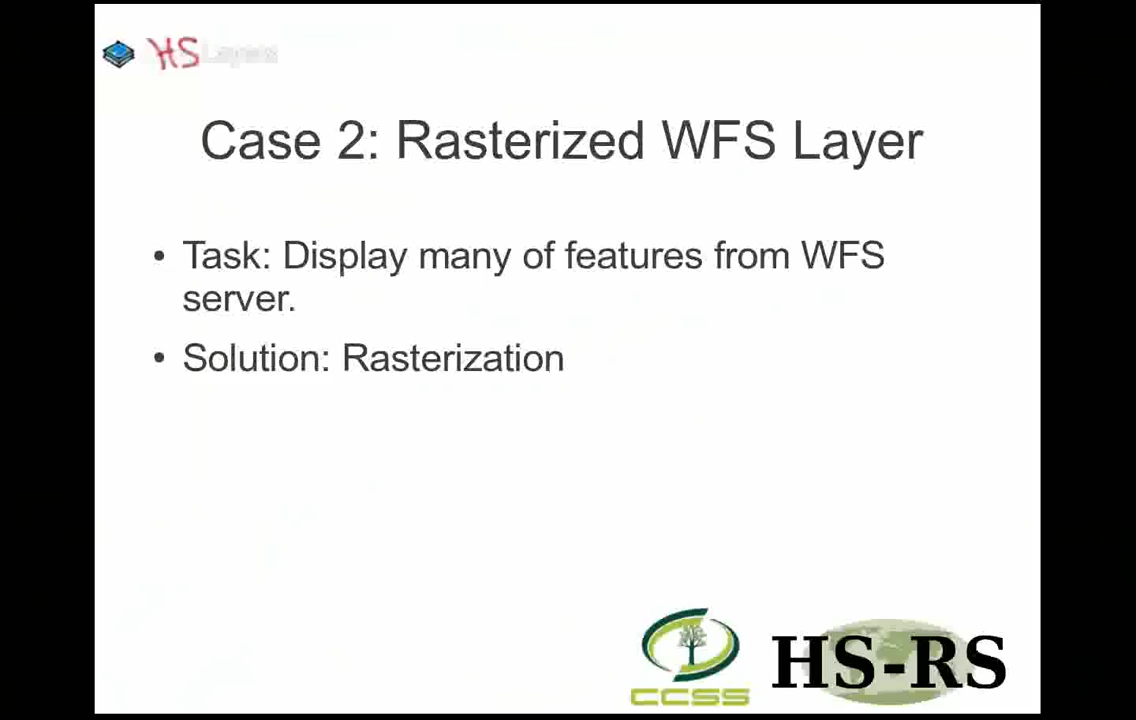 HS Layers
Case 2: Rasterized WFS Layer
• Task: Display many of features from WFS
server.
• Solution: Rasterization
CCSS
HS-RS